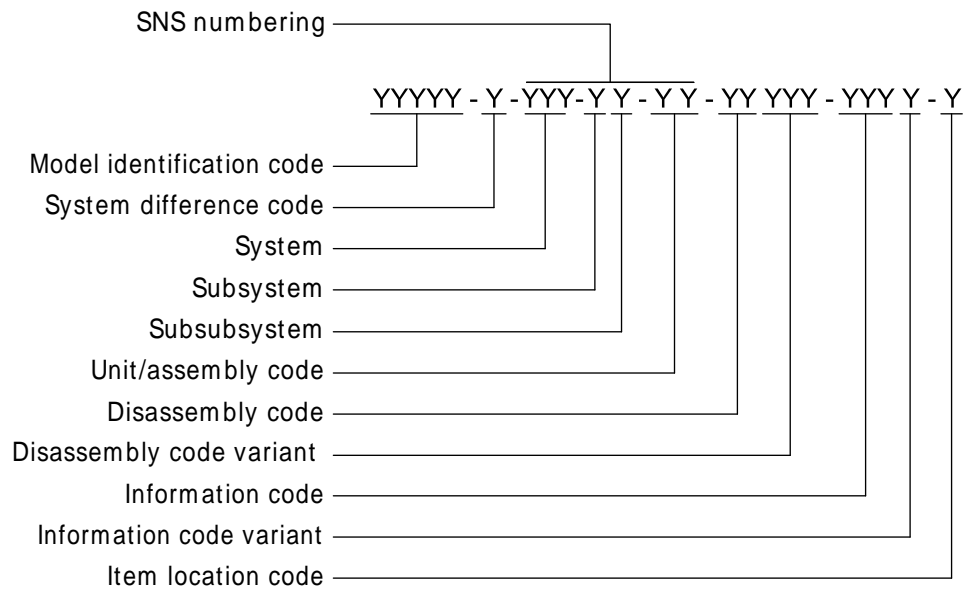 SNS numbering
YYYYY - Y - YYY - Y Y - Y Y - YY YYY - YYY Y - Y
Model identification code
System difference code
System
Subsystem
Subsubsystem
Unit/assembly code
Disassembly code
Disassembly code variant
Information code
Information code variant
Item location code